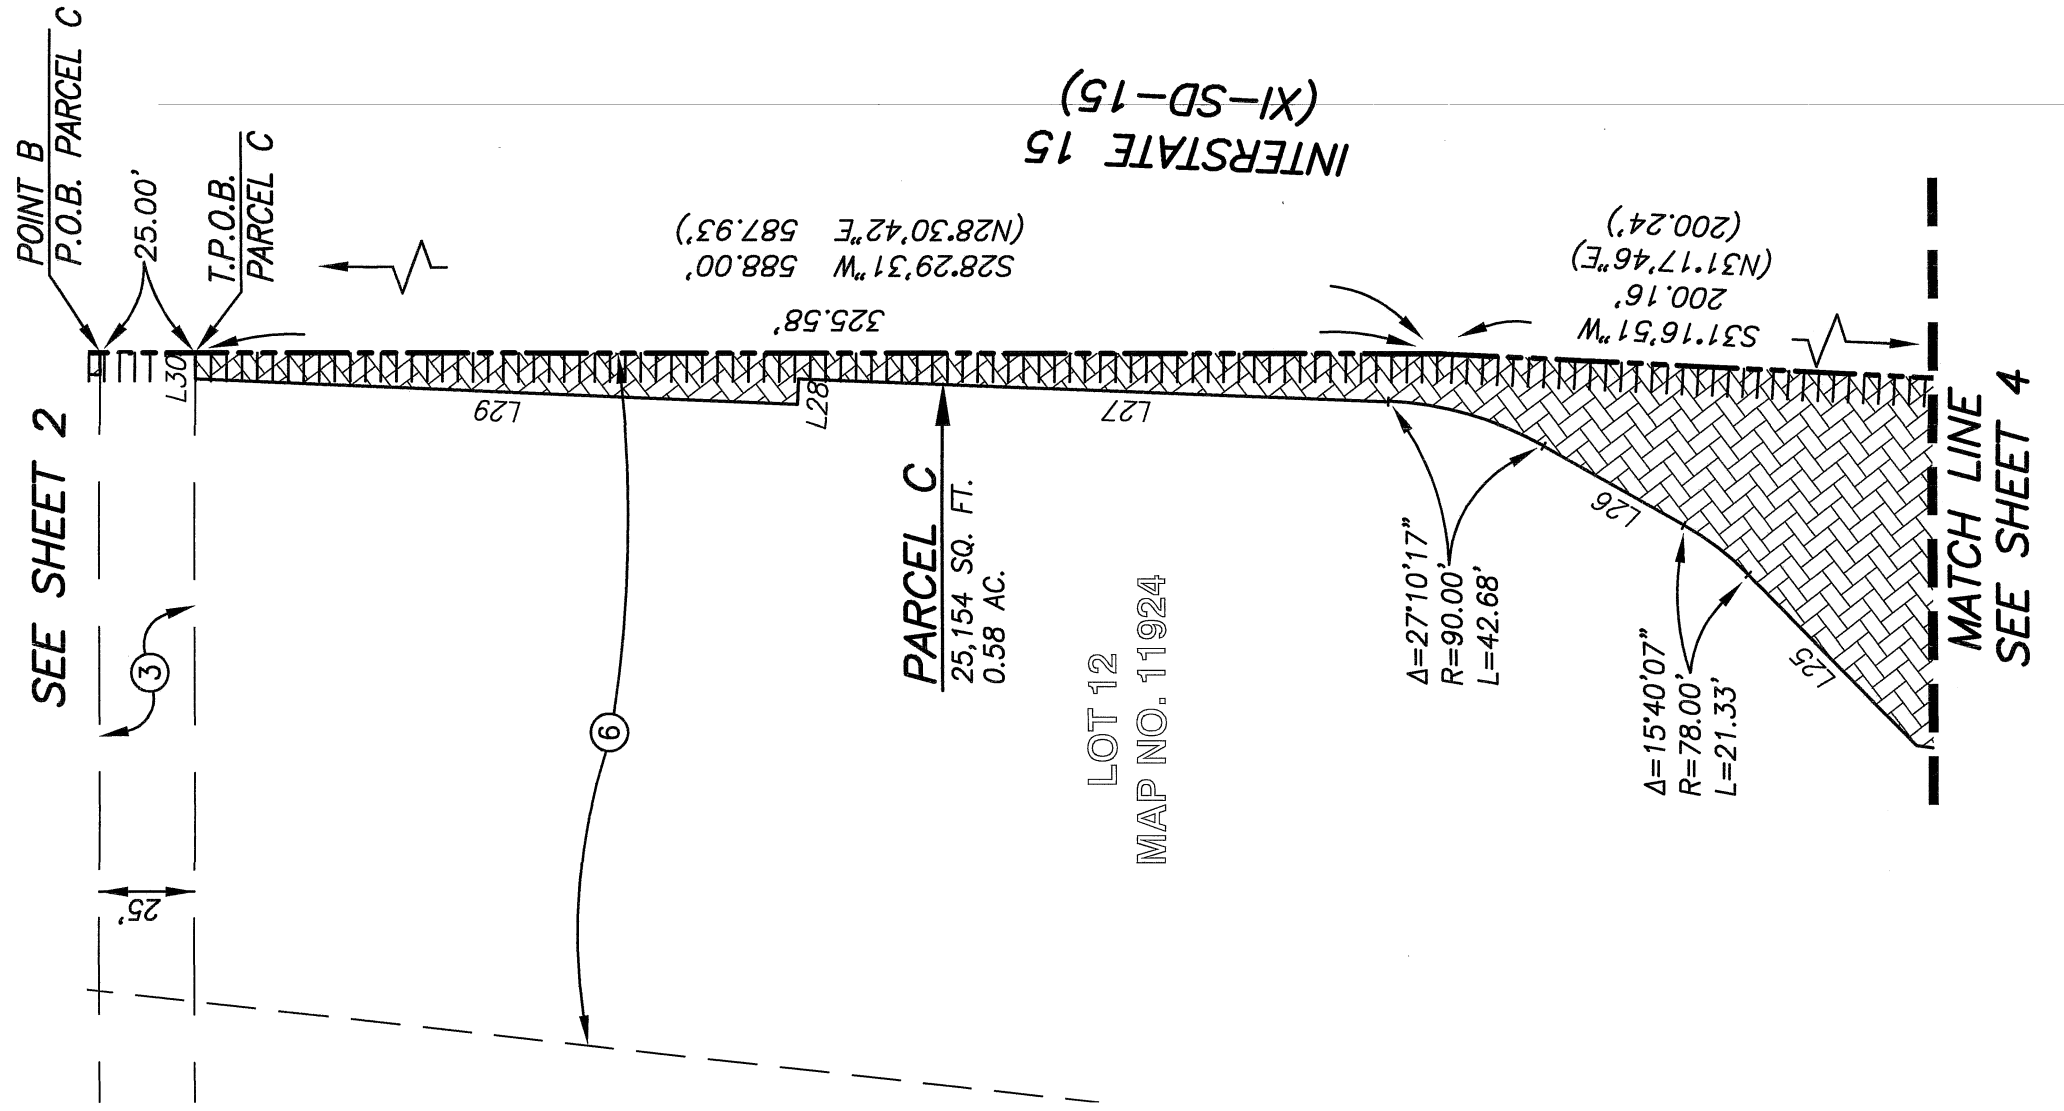 SEE SHEET 2
POINT B
P.O.B. PARCEL C
25.00'
T.P.O.B.
PARCEL C
INTERSTATE 15
(XI-SD-15)
S28°29'31"W 588.00'
(N28°30'42"E 587.93')
325.58'
S31°16'51"W
200.16'
(N31°17'46"E)
(200.24')
L30
L29
L28
L27
L26
L25
3
6
25'
PARCEL C
25,154 SQ. FT.
0.58 AC.
LOT 12
MAP NO. 11924
Δ=27°10'17"
R=90.00'
L=42.68'
Δ=15°40'07"
R=78.00'
L=21.33'
MATCH LINE
SEE SHEET 4